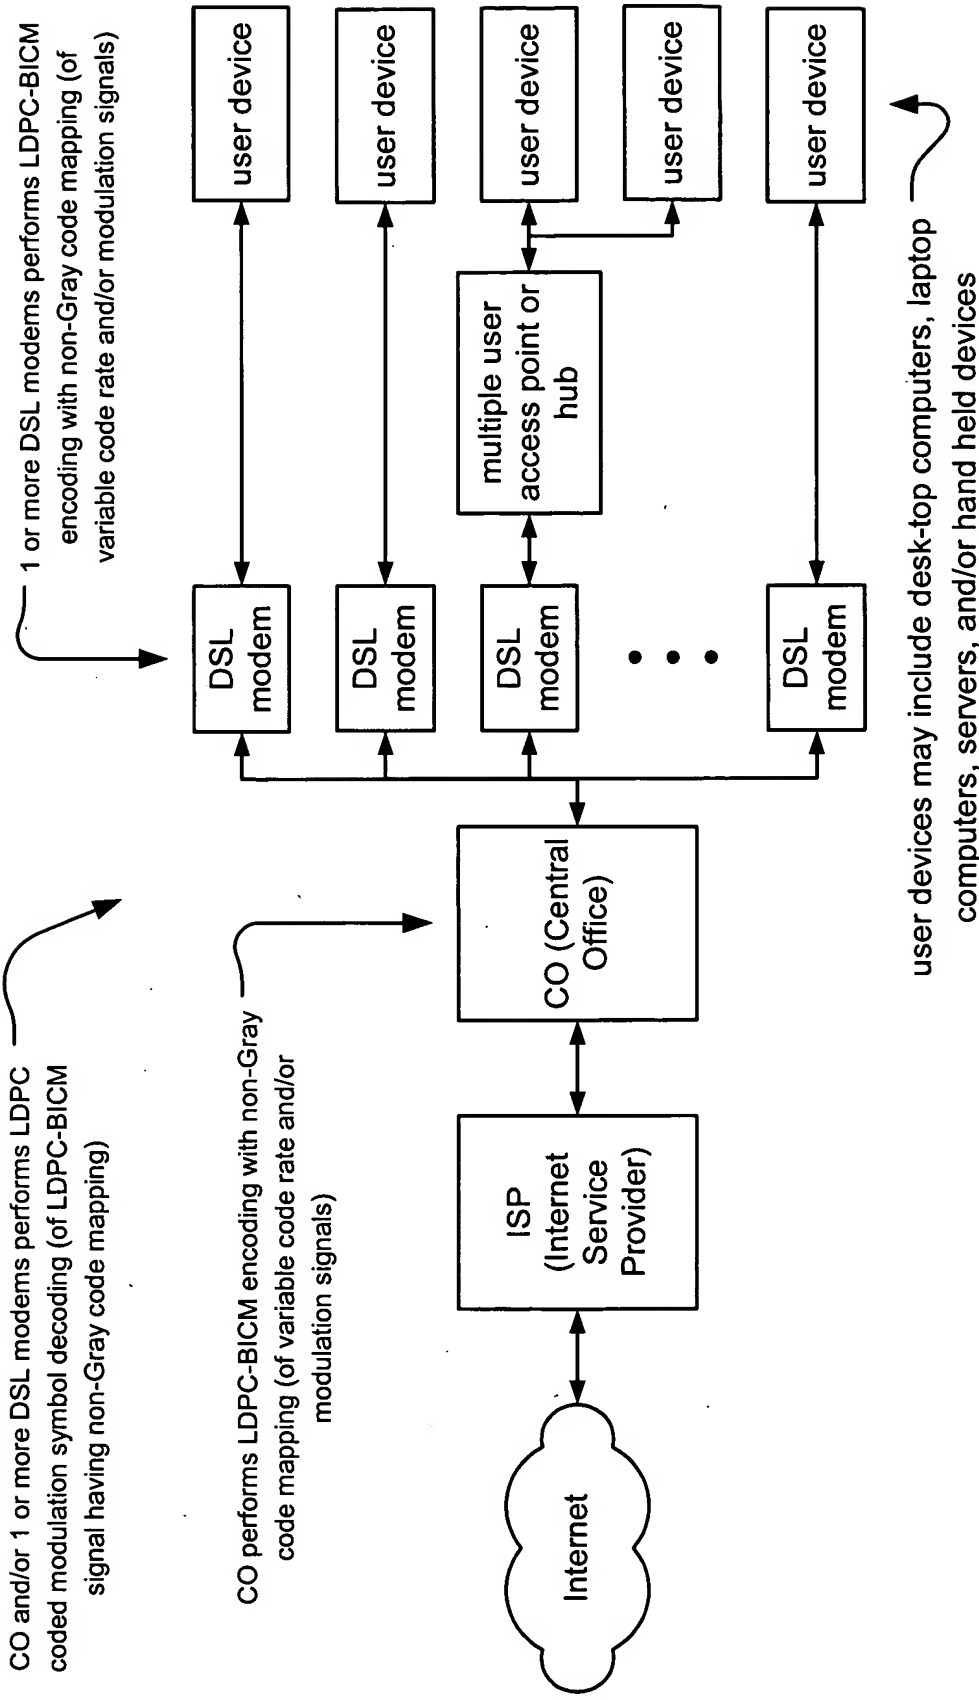 CO and/or 1 or more DSL modems performs LDPC
coded modulation symbol decoding (of LDPC-BICM
signal having non-Gray code mapping)
1 or more DSL modems performs LDPC-BICM
encoding with non-Gray code mapping (of
variable code rate and/or modulation signals)
CO performs LDPC-BICM encoding with non-Gray
code mapping (of variable code rate and/or
modulation signals)
Internet
ISP
(Internet
Service
Provider)
CO (Central
Office)
DSL
modem
user device
DSL
modem
user device
DSL
modem
multiple user
access point or
hub
user device
user device
DSL
modem
user device
user devices may include desk-top computers, laptop
computers, servers, and/or hand held devices